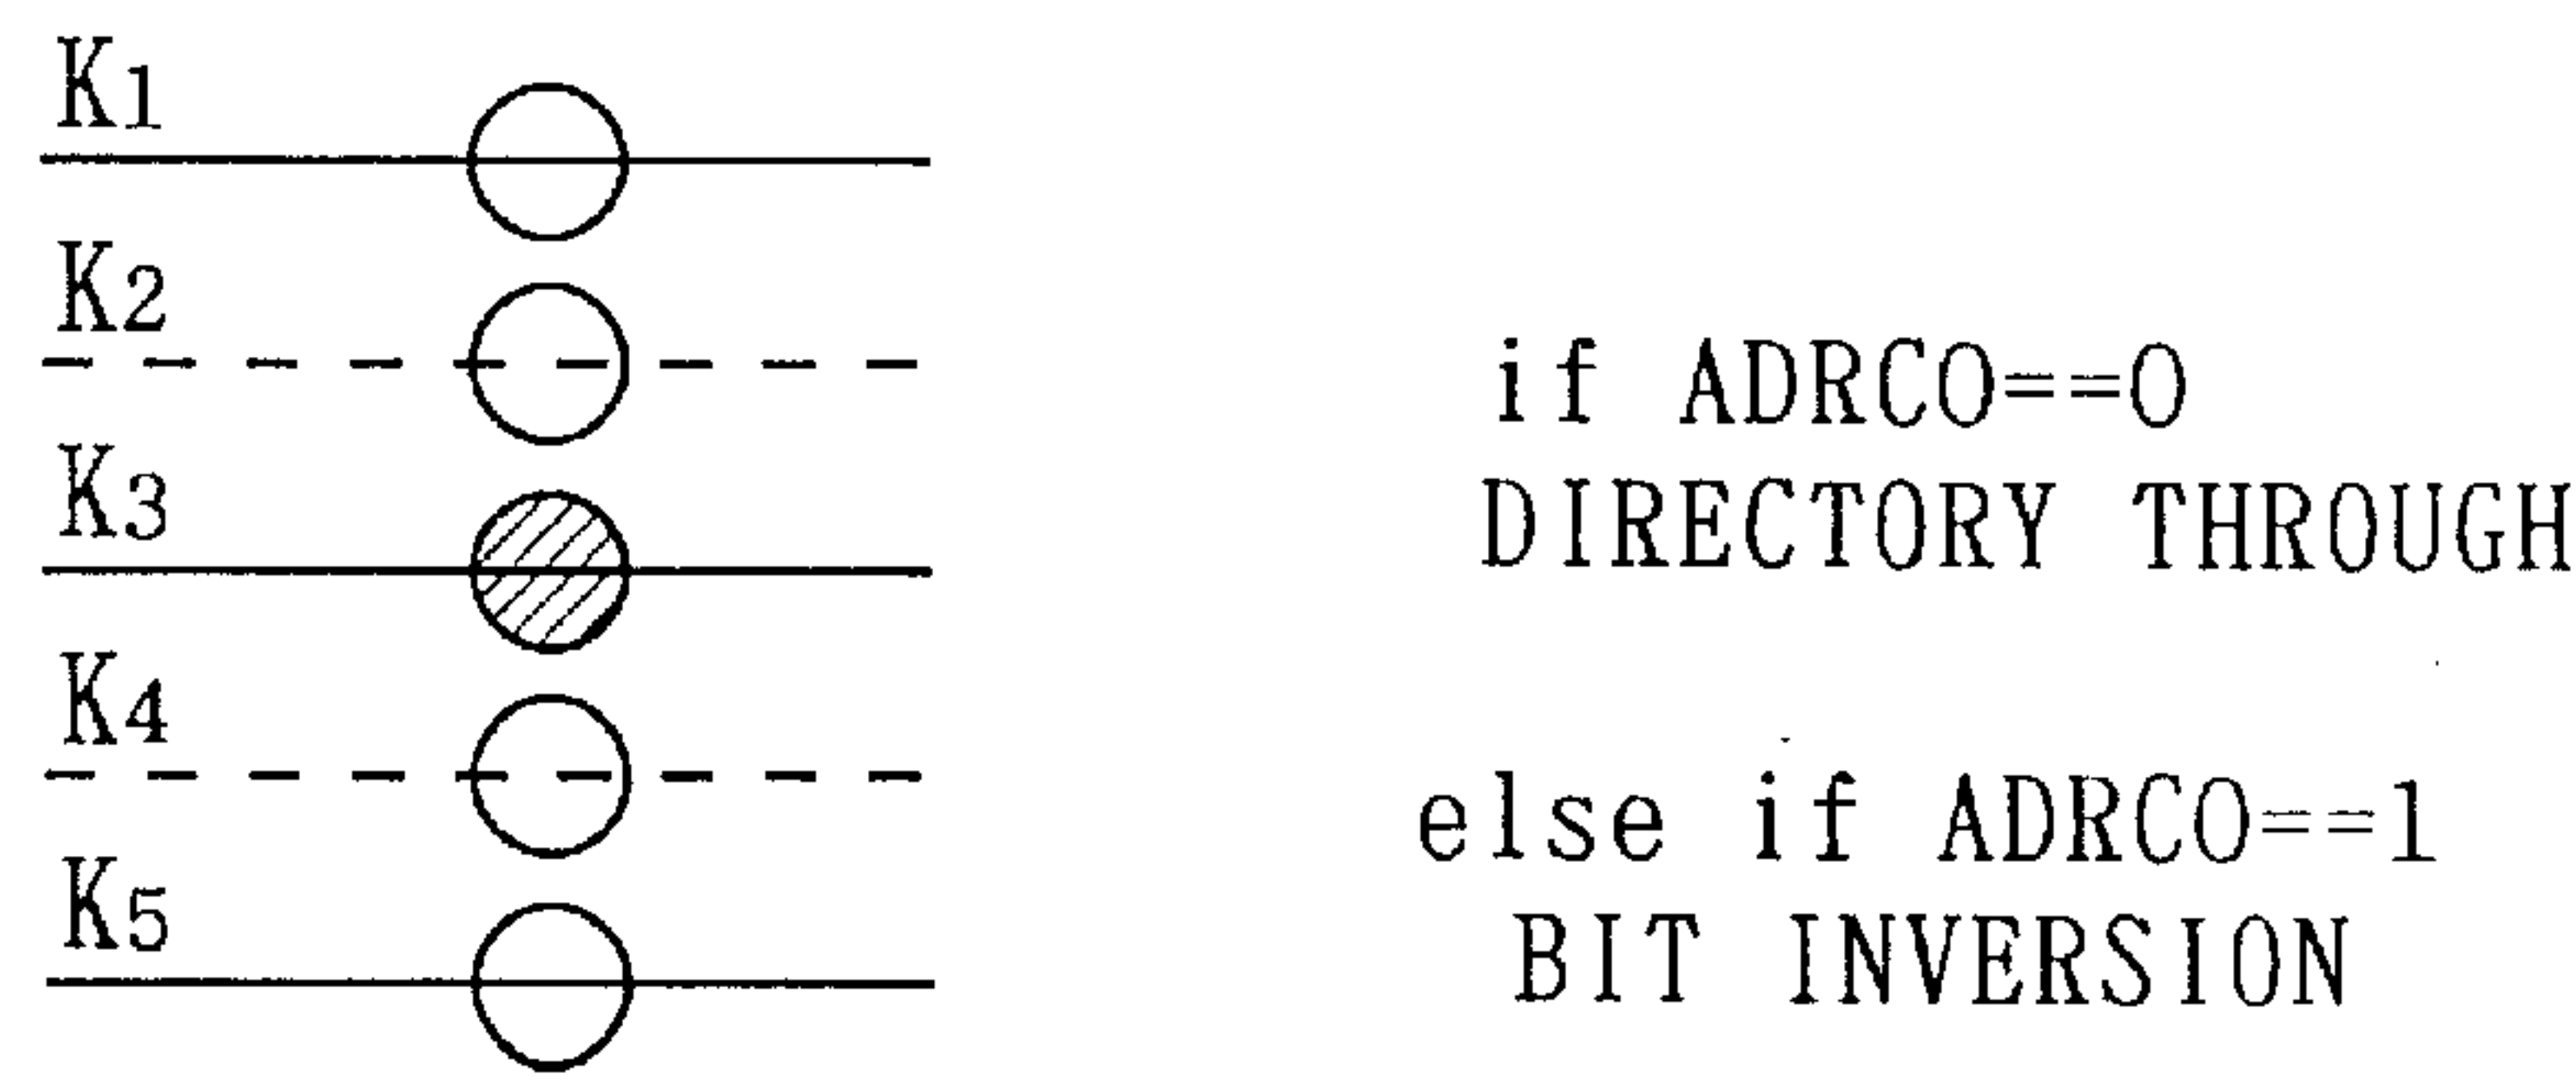 K1
K2
K3
K4
K5
if ADRC0==0
DIRECTORY THROUGH
else if ADRC0==1
BIT INVERSION